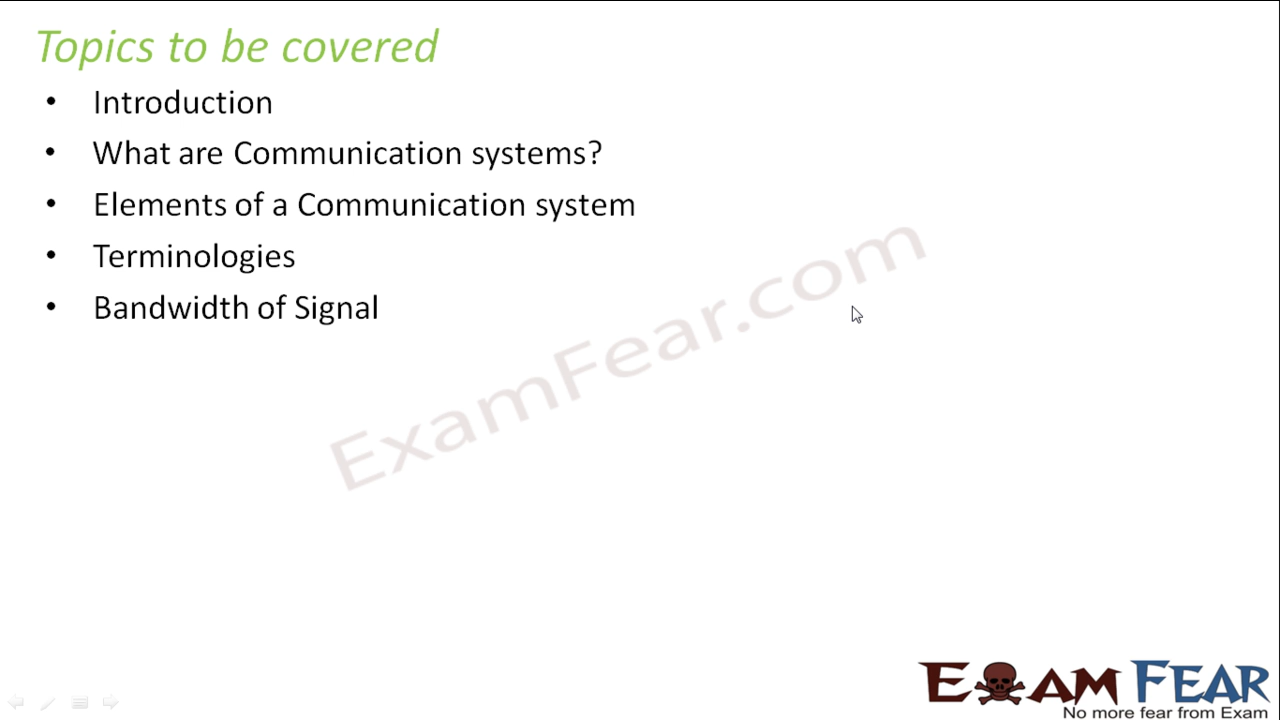 Topics to be covered
• Introduction
• What are Communication systems?
• Elements of a Communication system
• Terminologies
• Bandwidth of Signal
ExamFear.com
EXAM FEAR
No more fear from Exam